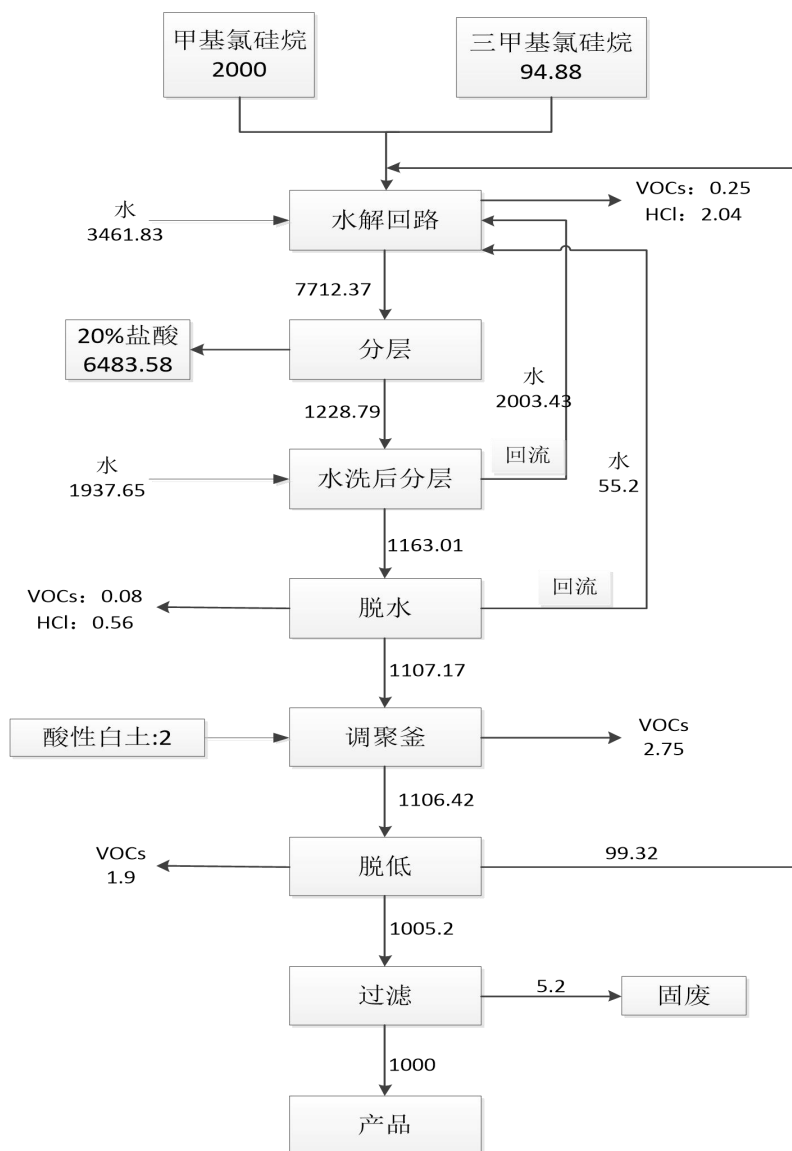 甲基氯硅烷
2000
三甲基氯硅烷
94.88
水解回路
VOCs：0.25
HCl：2.04
水
3461.83
7712.37
20%盐酸
6483.58
分层
水
2003.43
1228.79
回流
水
55.2
水
1937.65
水洗后分层
1163.01
回流
VOCs：0.08
HCl：0.56
脱水
1107.17
酸性白土:2
调聚釜
VOCs
2.75
1106.42
VOCs
1.9
脱低
99.32
1005.2
过滤
5.2
固废
1000
产品